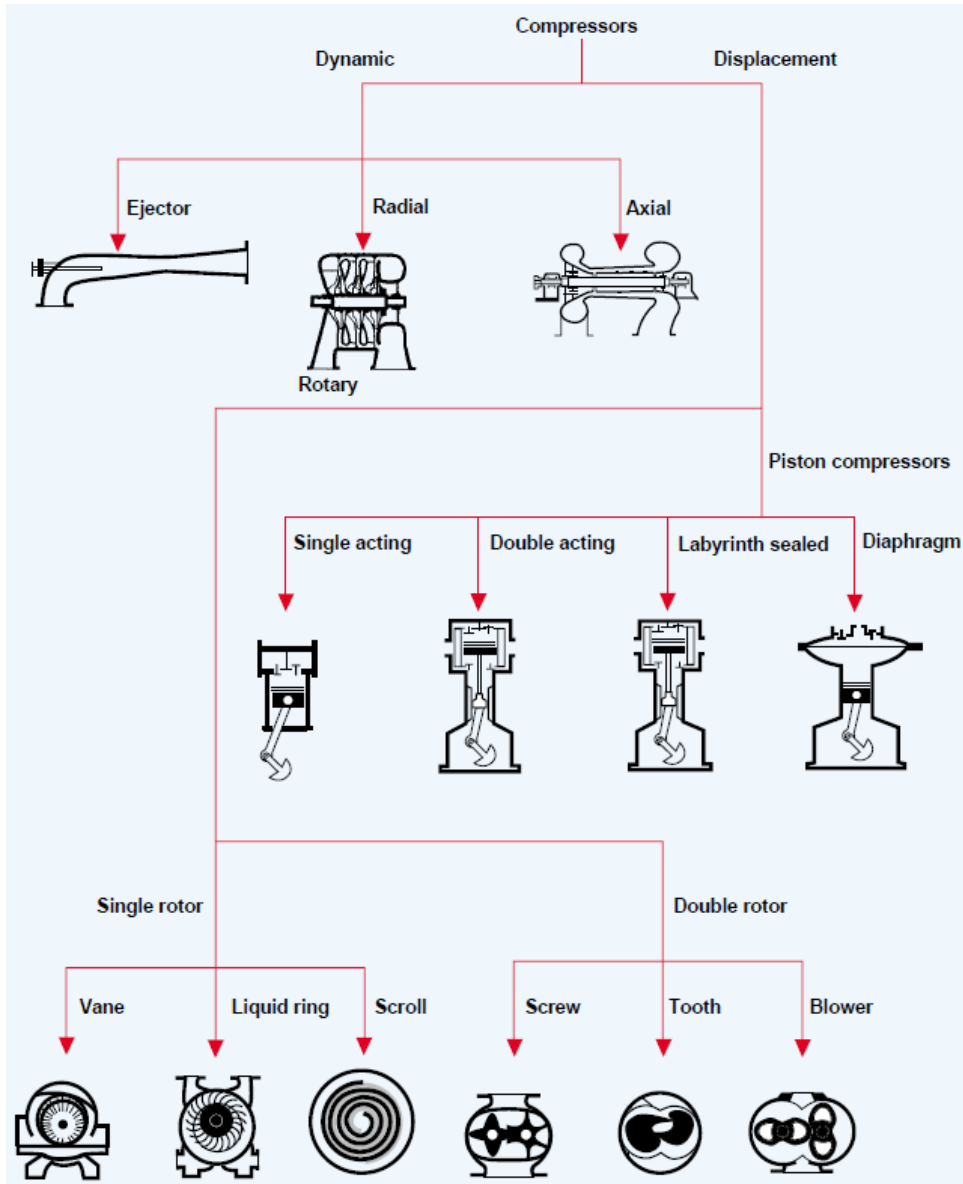 Compressors
Dynamic
Displacement
Ejector
Radial
Axial
Rotary
Piston compressors
Single acting
Double acting
Labyrinth sealed
Diaphragm
Single rotor
Double rotor
Vane
Liquid ring
Scroll
Screw
Tooth
Blower